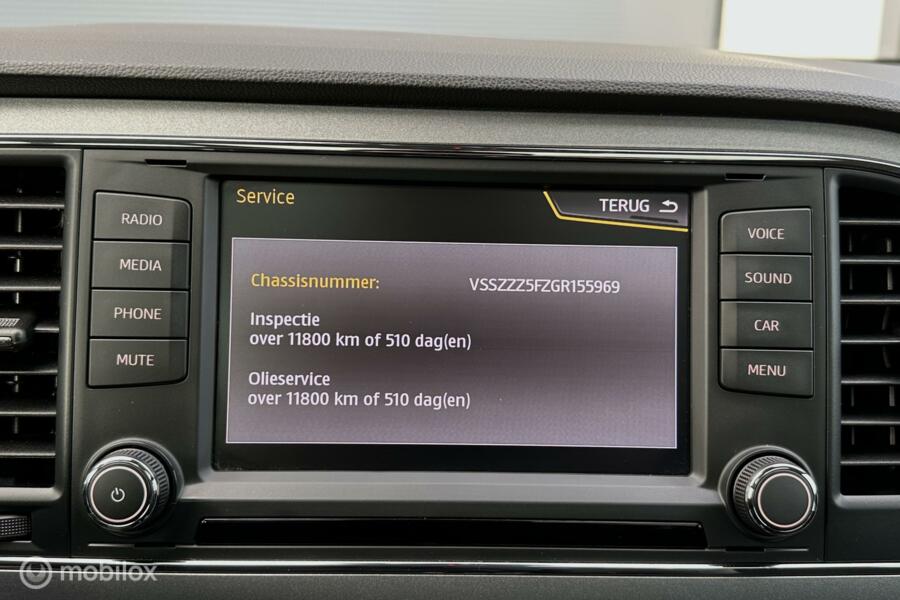 Service
TERUG
RADIO
MEDIA
PHONE
MUTE
Chassisnummer: VSSZZZ5FZGR155969
Inspectie
over 11800 km of 510 dag(en)
Olieservice
over 11800 km of 510 dag(en)
VOICE
SOUND
CAR
MENU
mobilox